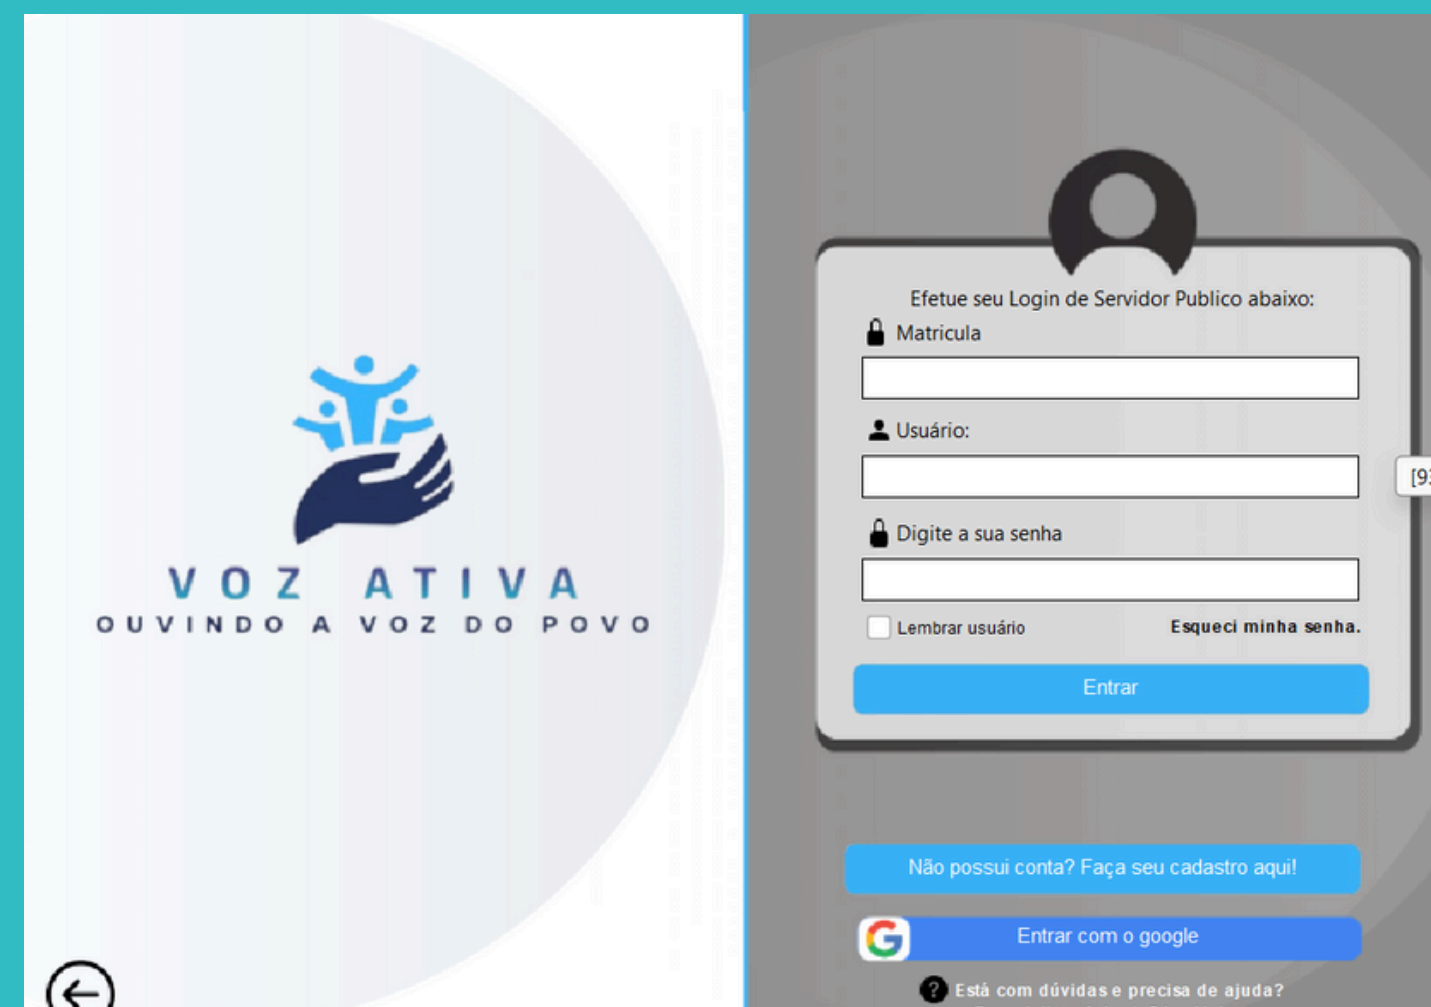 VOZ ATIVA
OUVINDO A VOZ DO POVO
Efetue seu Login de Servidor Publico abaixo:
Matricula
Usuário:
Digite a sua senha
Lembrar usuário
Esqueci minha senha.
Entrar
Não possui conta? Faça seu cadastro aqui!
G
Entrar com o google
? Está com dúvidas e precisa de ajuda?